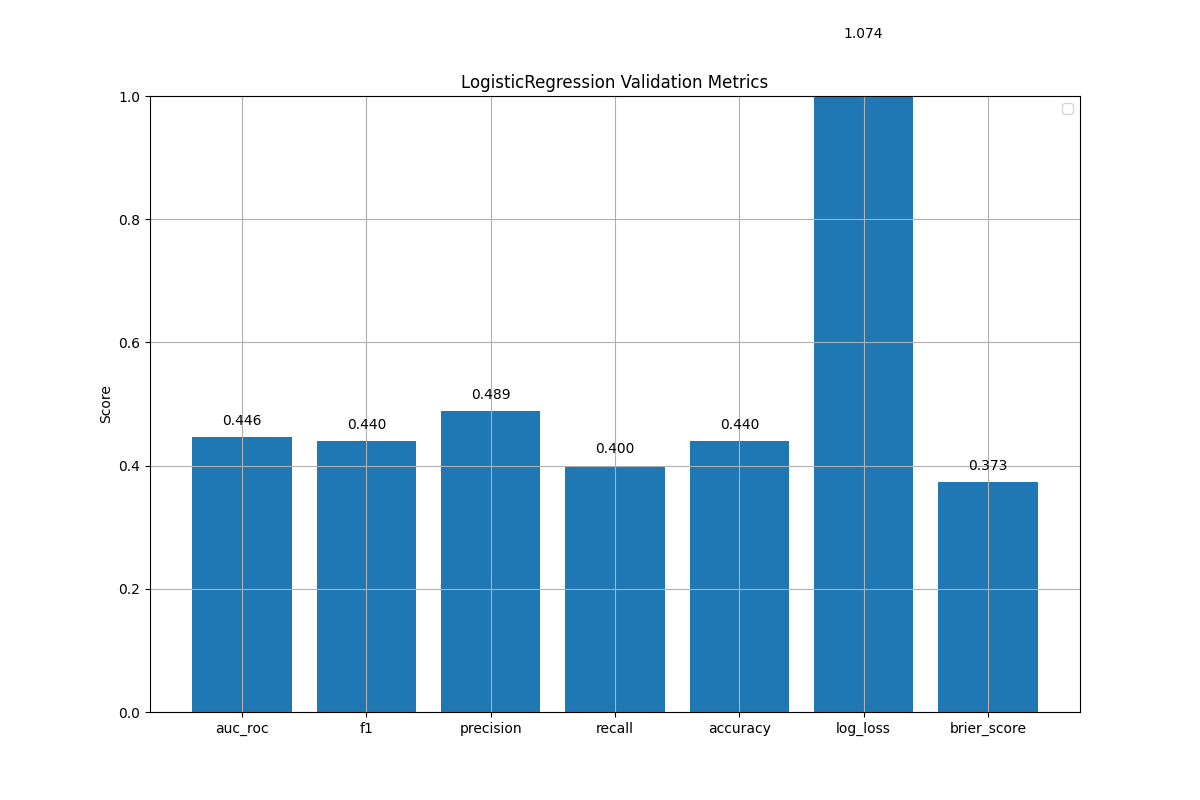 1.074
LogisticRegression Validation Metrics
1.0
0.8
0.6
0.4
0.2
0.0
Score
0.446
0.440
0.489
0.400
0.440
0.373
auc_roc
f1
precision
recall
accuracy
log_loss
brier_score